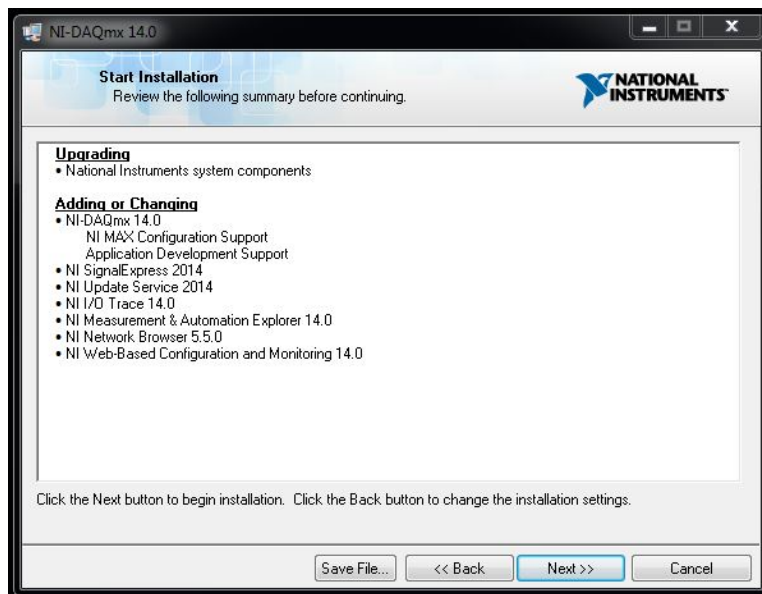 NI-DAQmx 14.0
Start Installation
Review the following summary before continuing.
NATIONAL
INSTRUMENTS
Upgrading
• National Instruments system components
Adding or Changing
• NI-DAQmx 14.0
NI MAX Configuration Support
Application Development Support
• NI SignalExpress 2014
• NI Update Service 2014
• NI I/O Trace 14.0
• NI Measurement & Automation Explorer 14.0
• NI Network Browser 5.5.0
• NI Web-Based Configuration and Monitoring 14.0
Click the Next button to begin installation. Click the Back button to change the installation settings.
Save File... << Back Next >> Cancel